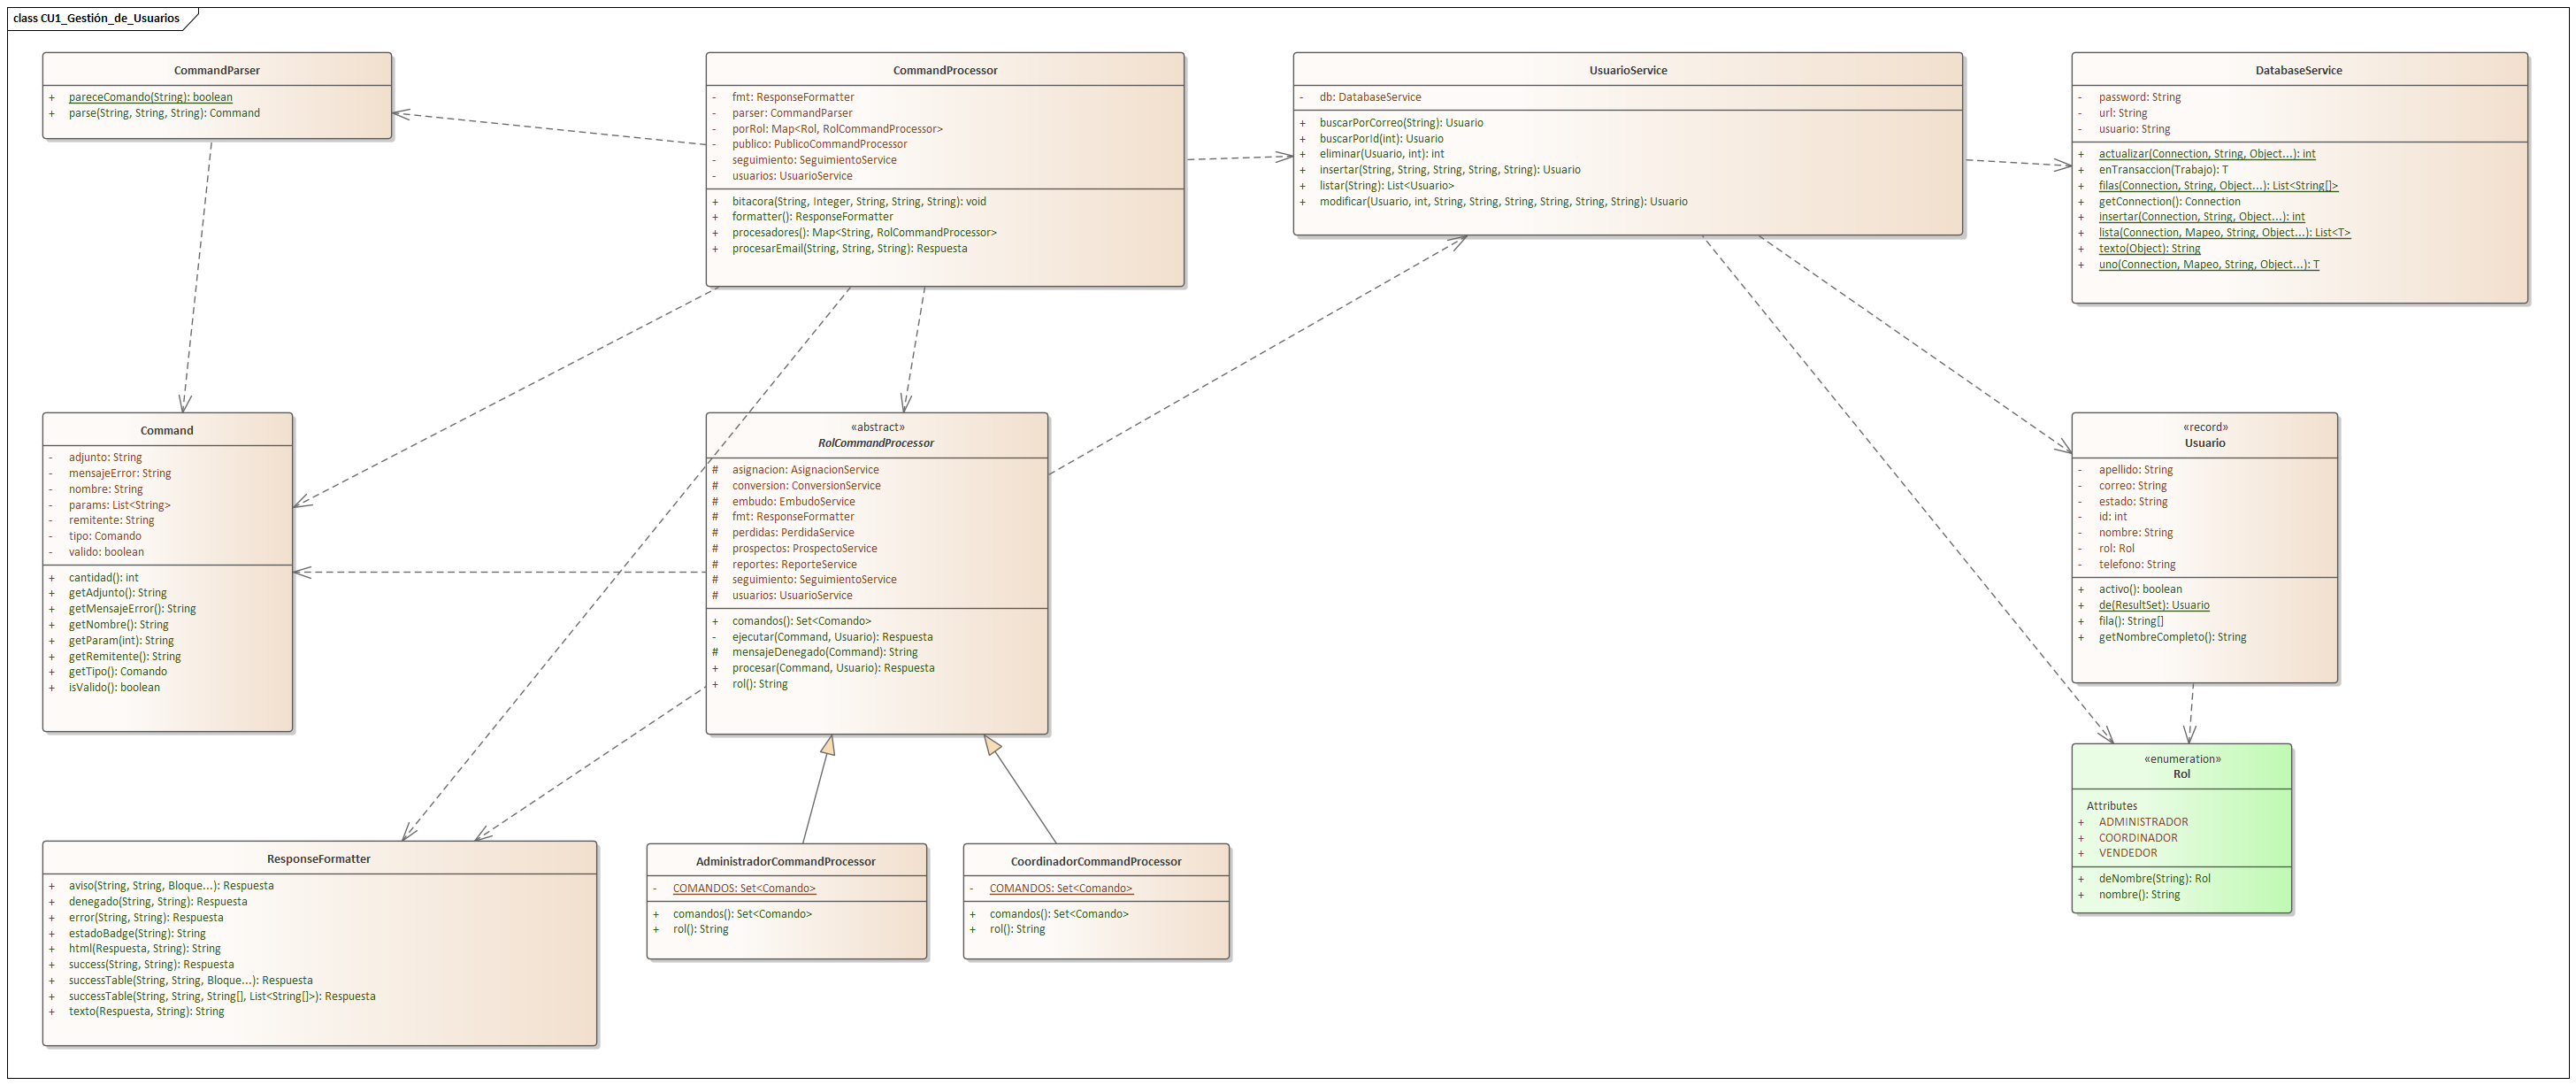 class CU1_Gestión_de_Usuarios
CommandParser
+ pareceComando(String): boolean
+ parse(String, String, String): Command
CommandProcessor
- fmt: ResponseFormatter
- parser: CommandParser
- porRol: Map<Rol, RolCommandProcessor>
- publico: PublicoCommandProcessor
- seguimiento: SeguimientoService
- usuarios: UsuarioService
+ bitacora(String, Integer, String, String, String): void
+ formatter(): ResponseFormatter
+ procesadores(): Map<String, RolCommandProcessor>
+ procesarEmail(String, String, String): Respuesta
UsuarioService
- db: DatabaseService
+ buscarPorCorreo(String): Usuario
+ buscarPorId(int): Usuario
+ eliminar(Usuario, int): int
+ insertar(String, String, String, String, String): Usuario
+ listar(String): List<Usuario>
+ modificar(Usuario, int, String, String, String, String, String, String): Usuario
DatabaseService
- password: String
- url: String
- usuario: String
+ actualizar(Connection, String, Object...): int
+ enTransaccion(Trabajo): T
+ filas(Connection, String, Object...): List<String[]>
+ getConnection(): Connection
+ insertar(Connection, String, Object...): int
+ lista(Connection, Mapeo, String, Object...): List<T>
+ texto(Object): String
+ uno(Connection, Mapeo, String, Object...): T
Command
- adjunto: String
- mensajeError: String
- nombre: String
- params: List<String>
- remitente: String
- tipo: Comando
- valido: boolean
+ cantidad(): int
+ getAdjunto(): String
+ getMensajeError(): String
+ getNombre(): String
+ getParam(int): String
+ getRemitente(): String
+ getTipo(): Comando
+ isValido(): boolean
«abstract»
RolCommandProcessor
# asignacion: AsignacionService
# conversion: ConversionService
# embudo: EmbudoService
# fmt: ResponseFormatter
# perdidas: PerdidaService
# prospectos: ProspectoService
# reportes: ReporteService
# seguimiento: SeguimientoService
# usuarios: UsuarioService
+ comandos(): Set<Comando>
- ejecutar(Command, Usuario): Respuesta
# mensajeDenegado(Command): String
+ procesar(Command, Usuario): Respuesta
+ rol(): String
«record»
Usuario
- apellido: String
- correo: String
- estado: String
- id: int
- nombre: String
- rol: Rol
- telefono: String
+ activo(): boolean
+ de(ResultSet): Usuario
+ fila(): String[]
+ getNombreCompleto(): String
«enumeration»
Rol
Attributes
+ ADMINISTRADOR
+ COORDINADOR
+ VENDEDOR
+ deNombre(String): Rol
+ nombre(): String
ResponseFormatter
+ aviso(String, String, Bloque...): Respuesta
+ denegado(String, String): Respuesta
+ error(String, String): Respuesta
+ estadoBadge(String): String
+ html(Respuesta, String): String
+ success(String, String): Respuesta
+ successTable(String, String, Bloque...): Respuesta
+ successTable(String, String, String[], List<String[]>): Respuesta
+ texto(Respuesta, String): String
AdministradorCommandProcessor
- COMANDOS: Set<Comando>
+ comandos(): Set<Comando>
+ rol(): String
CoordinadorCommandProcessor
- COMANDOS: Set<Comando>
+ comandos(): Set<Comando>
+ rol(): String